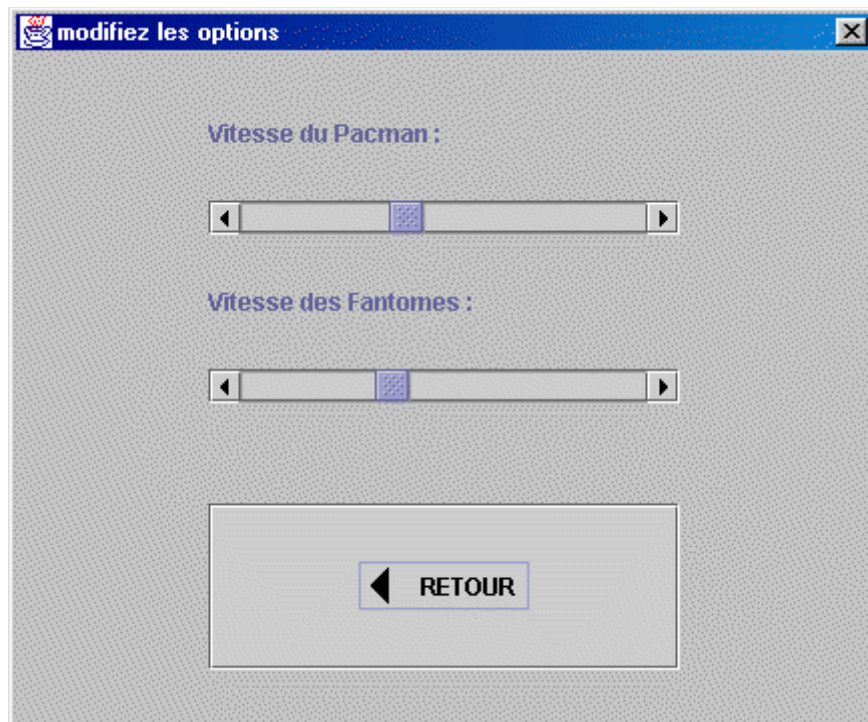 modifiez les options
Vitesse du Pacman :
Vitesse des Fantomes :
RETOUR